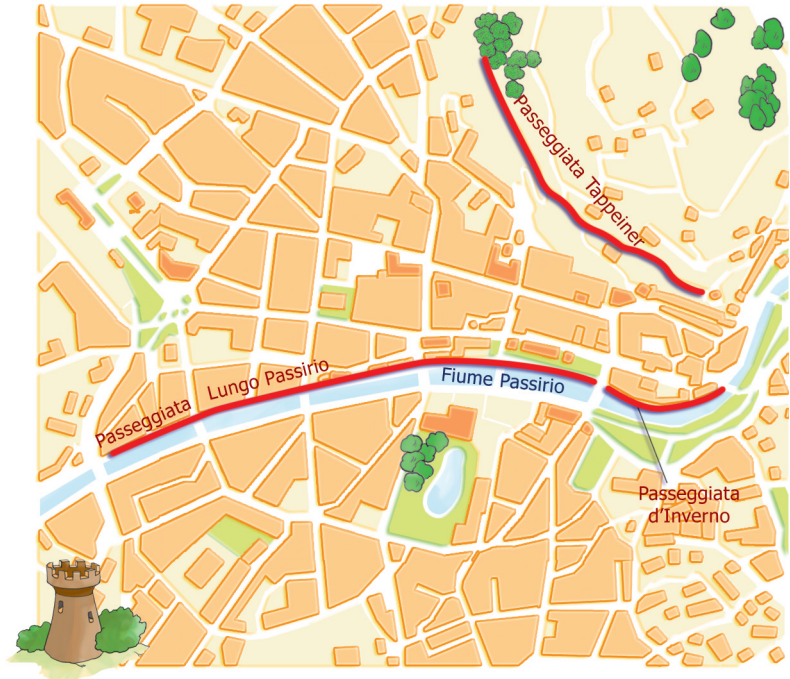 Passeggiata Tappeiner
Passeggiata Lungo Passirio
Fiume Passirio
Passeggiata
d'Inverno